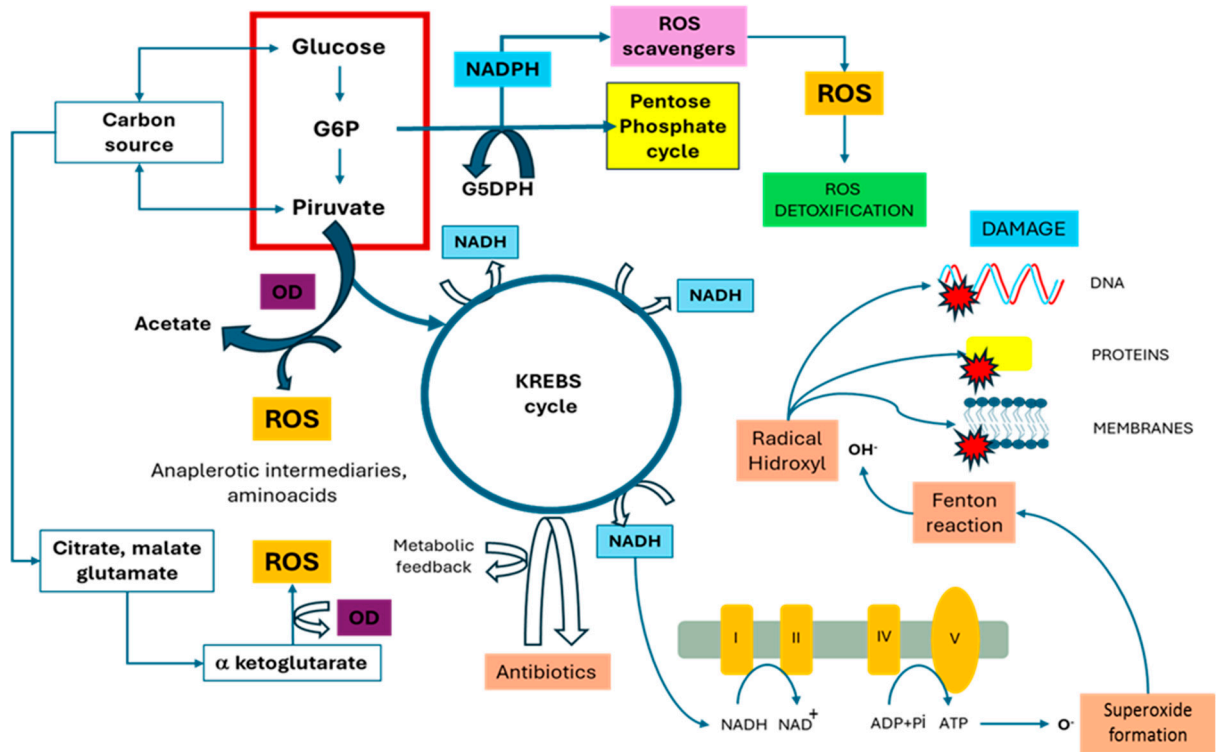 Glucose
G6P
Piruvate
Carbon
source
NADPH
G5DPH
ROS
scavengers
Pentose
Phosphate
cycle
ROS
ROS
DETOXIFICATION
DAMAGE
DNA
PROTEINS
MEMBRANES
Radical
Hidroxyl
OH-
Fenton
reaction
NADH
NADH
OD
Acetate
ROS
KREBS
cycle
Anaplerotic intermediaries,
aminoacids
NADH
Metabolic
feedback
Citrate, malate
glutamate
ROS
OD
α ketoglutarate
Antibiotics
I
II
IV
V
NADH
NAD+
ADP+Pi
ATP
O-
Superoxide
formation